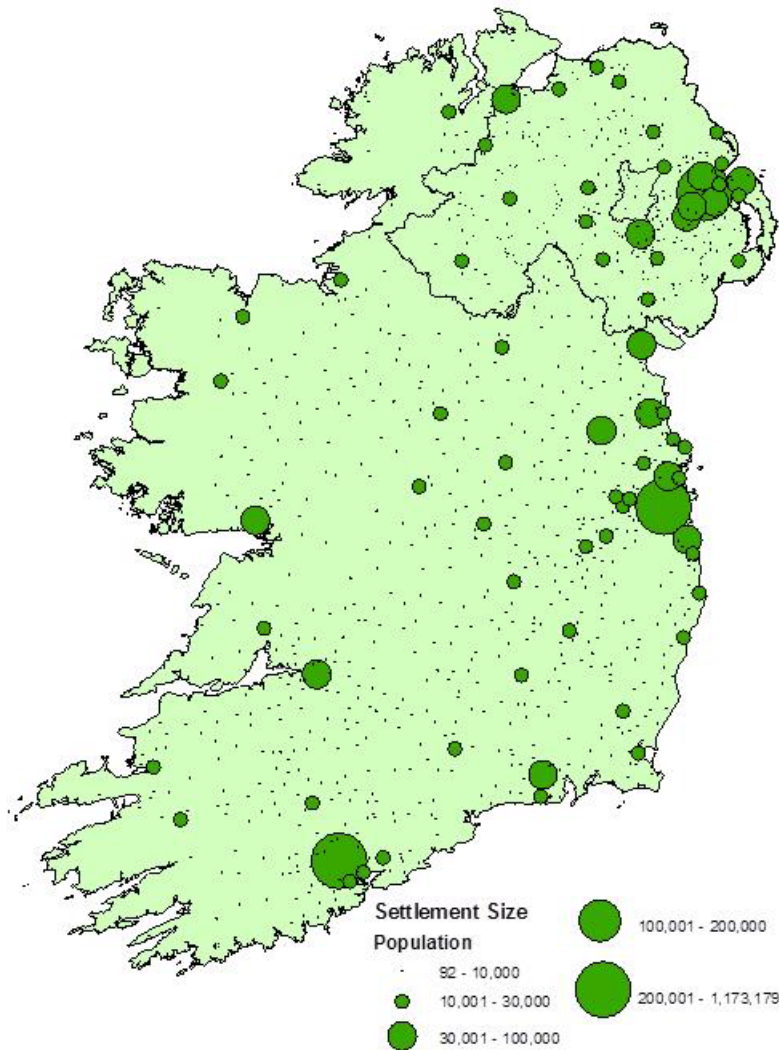 Settlement Size
Population
92 - 10,000
10,001 - 30,000
30,001 - 100,000
100,001 - 200,000
200,001 - 1,173,179